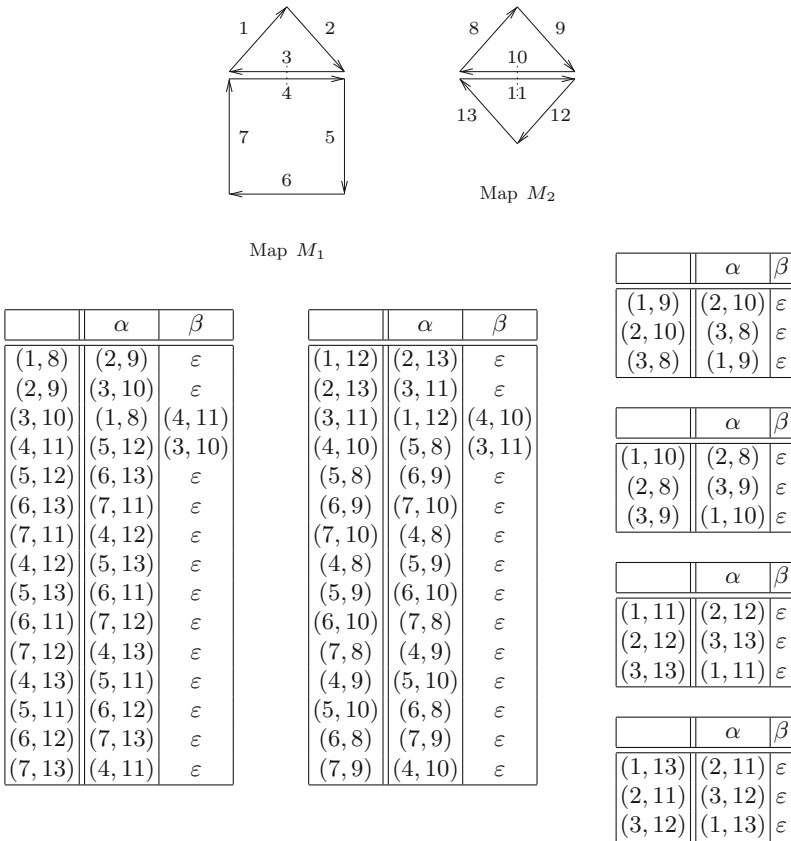 1 2 3 4 7 5 6
Map M₁
8 9 10 11 13 12
Map M₂
α β
(1, 8) (2, 9) ε
(2, 9) (3, 10) ε
(3, 10) (1, 8) (4, 11)
(4, 11) (5, 12) (3, 10)
(5, 12) (6, 13) ε
(6, 13) (7, 11) ε
(7, 11) (4, 12) ε
(4, 12) (5, 13) ε
(5, 13) (6, 11) ε
(6, 11) (7, 12) ε
(7, 12) (4, 13) ε
(4, 13) (5, 11) ε
(5, 11) (6, 12) ε
(6, 12) (7, 13) ε
(7, 13) (4, 11) ε
α β
(1, 12) (2, 13) ε
(2, 13) (3, 11) ε
(3, 11) (1, 12) (4, 10)
(4, 10) (5, 8) (3, 11)
(5, 8) (6, 9) ε
(6, 9) (7, 10) ε
(7, 10) (4, 8) ε
(4, 8) (5, 9) ε
(5, 9) (6, 10) ε
(6, 10) (7, 8) ε
(7, 8) (4, 9) ε
(4, 9) (5, 10) ε
(5, 10) (6, 8) ε
(6, 8) (7, 9) ε
(7, 9) (4, 10) ε
α β
(1, 9) (2, 10) ε
(2, 10) (3, 8) ε
(3, 8) (1, 9) ε
α β
(1, 10) (2, 8) ε
(2, 8) (3, 9) ε
(3, 9) (1, 10) ε
α β
(1, 11) (2, 12) ε
(2, 12) (3, 13) ε
(3, 13) (1, 11) ε
α β
(1, 13) (2, 11) ε
(2, 11) (3, 12) ε
(3, 12) (1, 13) ε